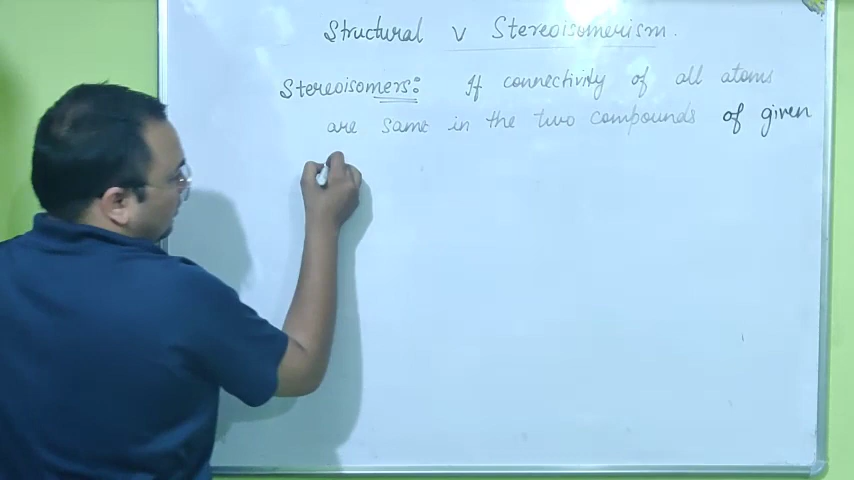 Structural v Stereoisomerism.
Stereoisomers: If connectivity of all atoms
are same in the two compounds of given